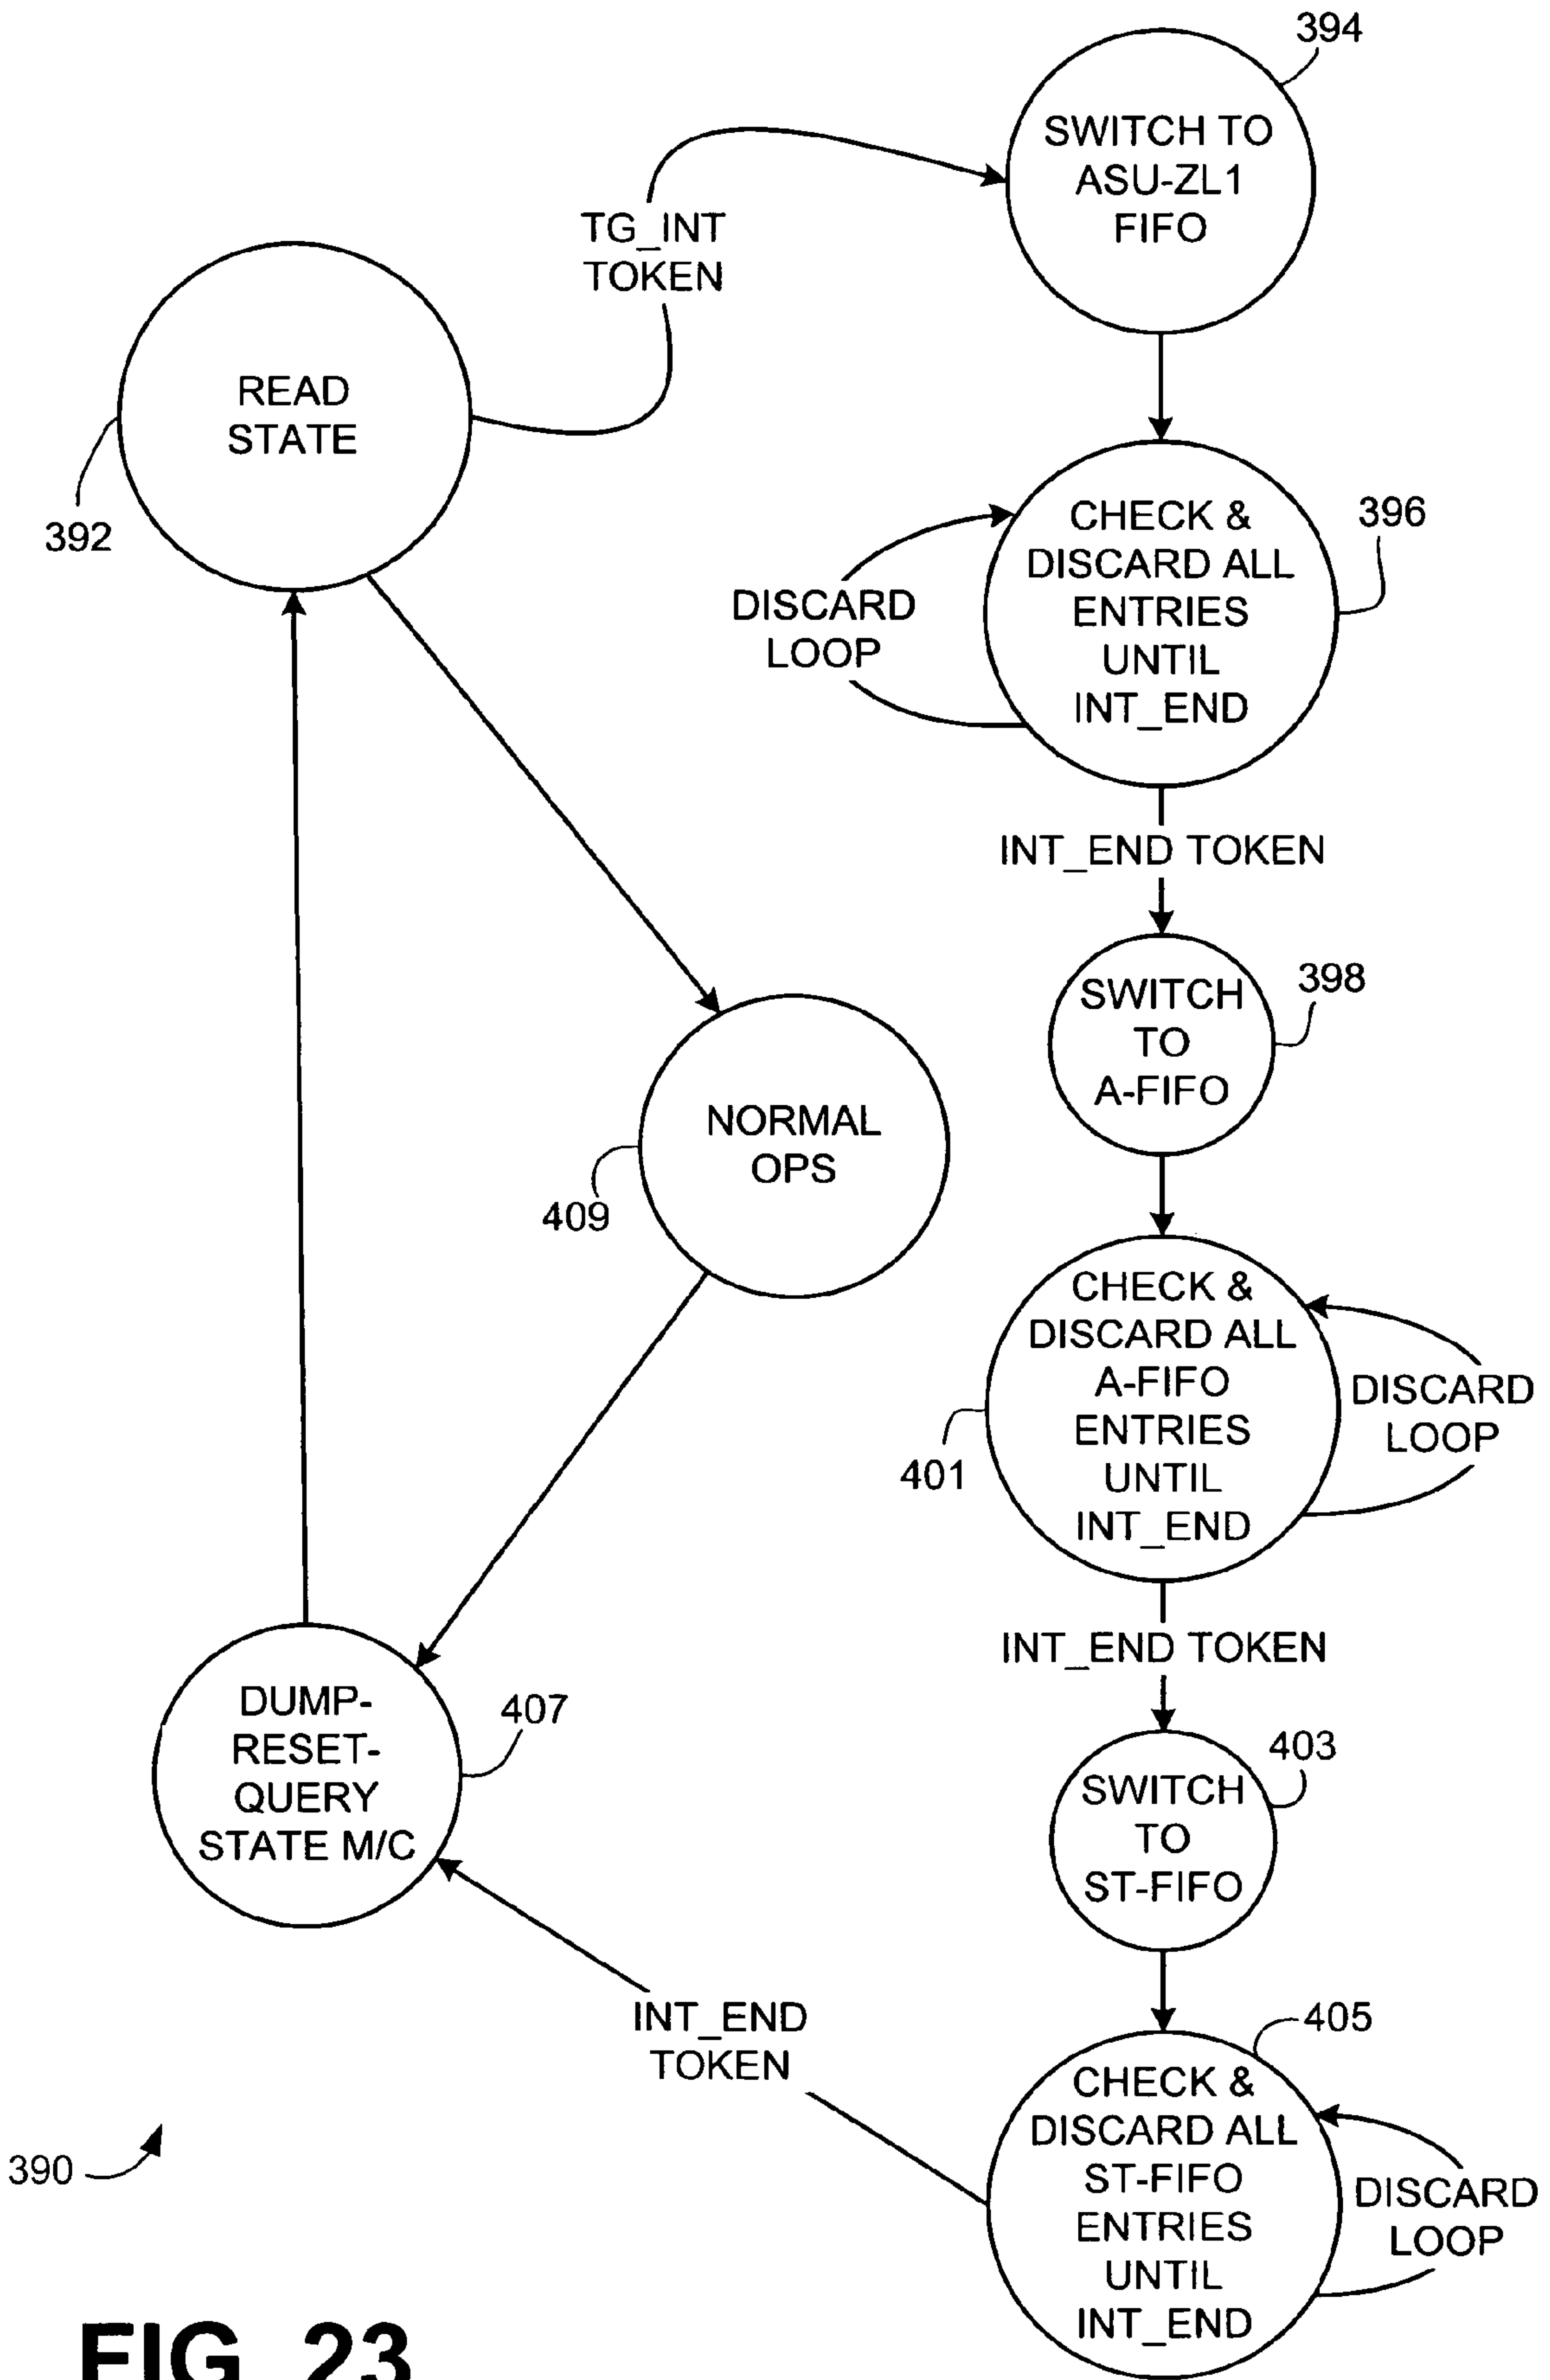 394
SWITCH TO
ASU-ZL1
FIFO
TG_INT
TOKEN
READ
STATE
392
CHECK &
DISCARD ALL
ENTRIES
UNTIL
INT_END
396
DISCARD
LOOP
INT_END TOKEN
SWITCH
TO
A-FIFO
398
NORMAL
OPS
409
CHECK &
DISCARD ALL
A-FIFO
ENTRIES
UNTIL
INT_END
401
DISCARD
LOOP
INT_END TOKEN
DUMP-
RESET-
QUERY
STATE M/C
407
403
SWITCH
TO
ST-FIFO
INT_END
TOKEN
405
CHECK &
DISCARD ALL
ST-FIFO
ENTRIES
UNTIL
INT_END
DISCARD
LOOP
390
FIG. 23